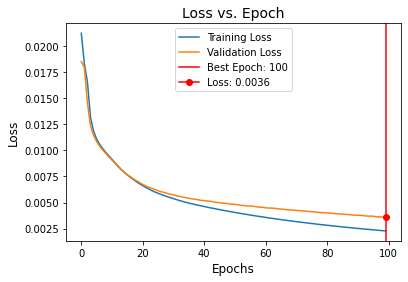 Loss vs. Epoch
Training Loss
Validation Loss
Best Epoch: 100
Loss: 0.0036
Loss
0.0200
0.0175
0.0150
0.0125
0.0100
0.0075
0.0050
0.0025
0
20
40
60
80
100
Epochs